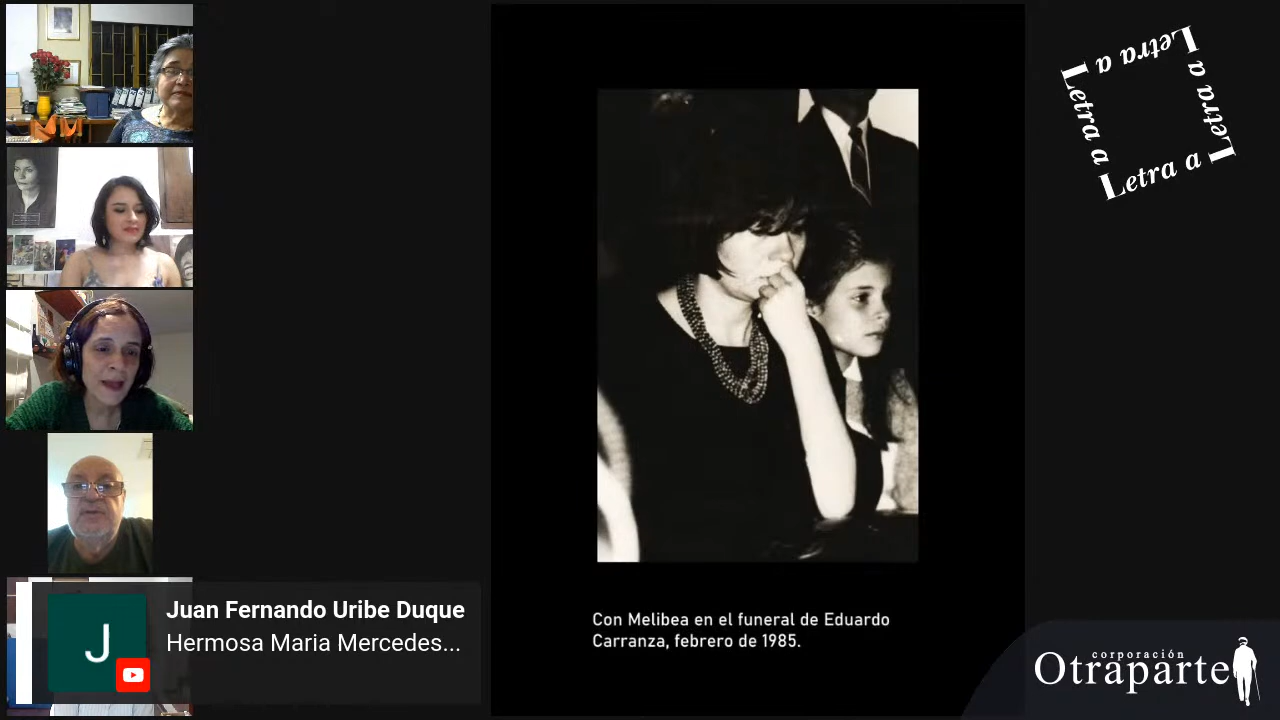 Letra a
Letra a
Letra a
Letra a
Juan Fernando Uribe Duque
Hermosa Maria Mercedes...
J
Con Melibea en el funeral de Eduardo
Carranza, febrero de 1985.
corporación
Otraparte